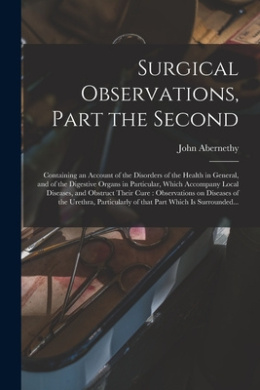 Surgical
Observations,
Part the Second
John Abernethy
Containing an Account of the Disorders of the Health in General,
and of the Digestive Organs in Particular, Which Accompany
Local Diseases, and Obstruct Their Cure : Observations on
Diseases of the Urethra, Particularly of that Part Which Is
Surrounded...